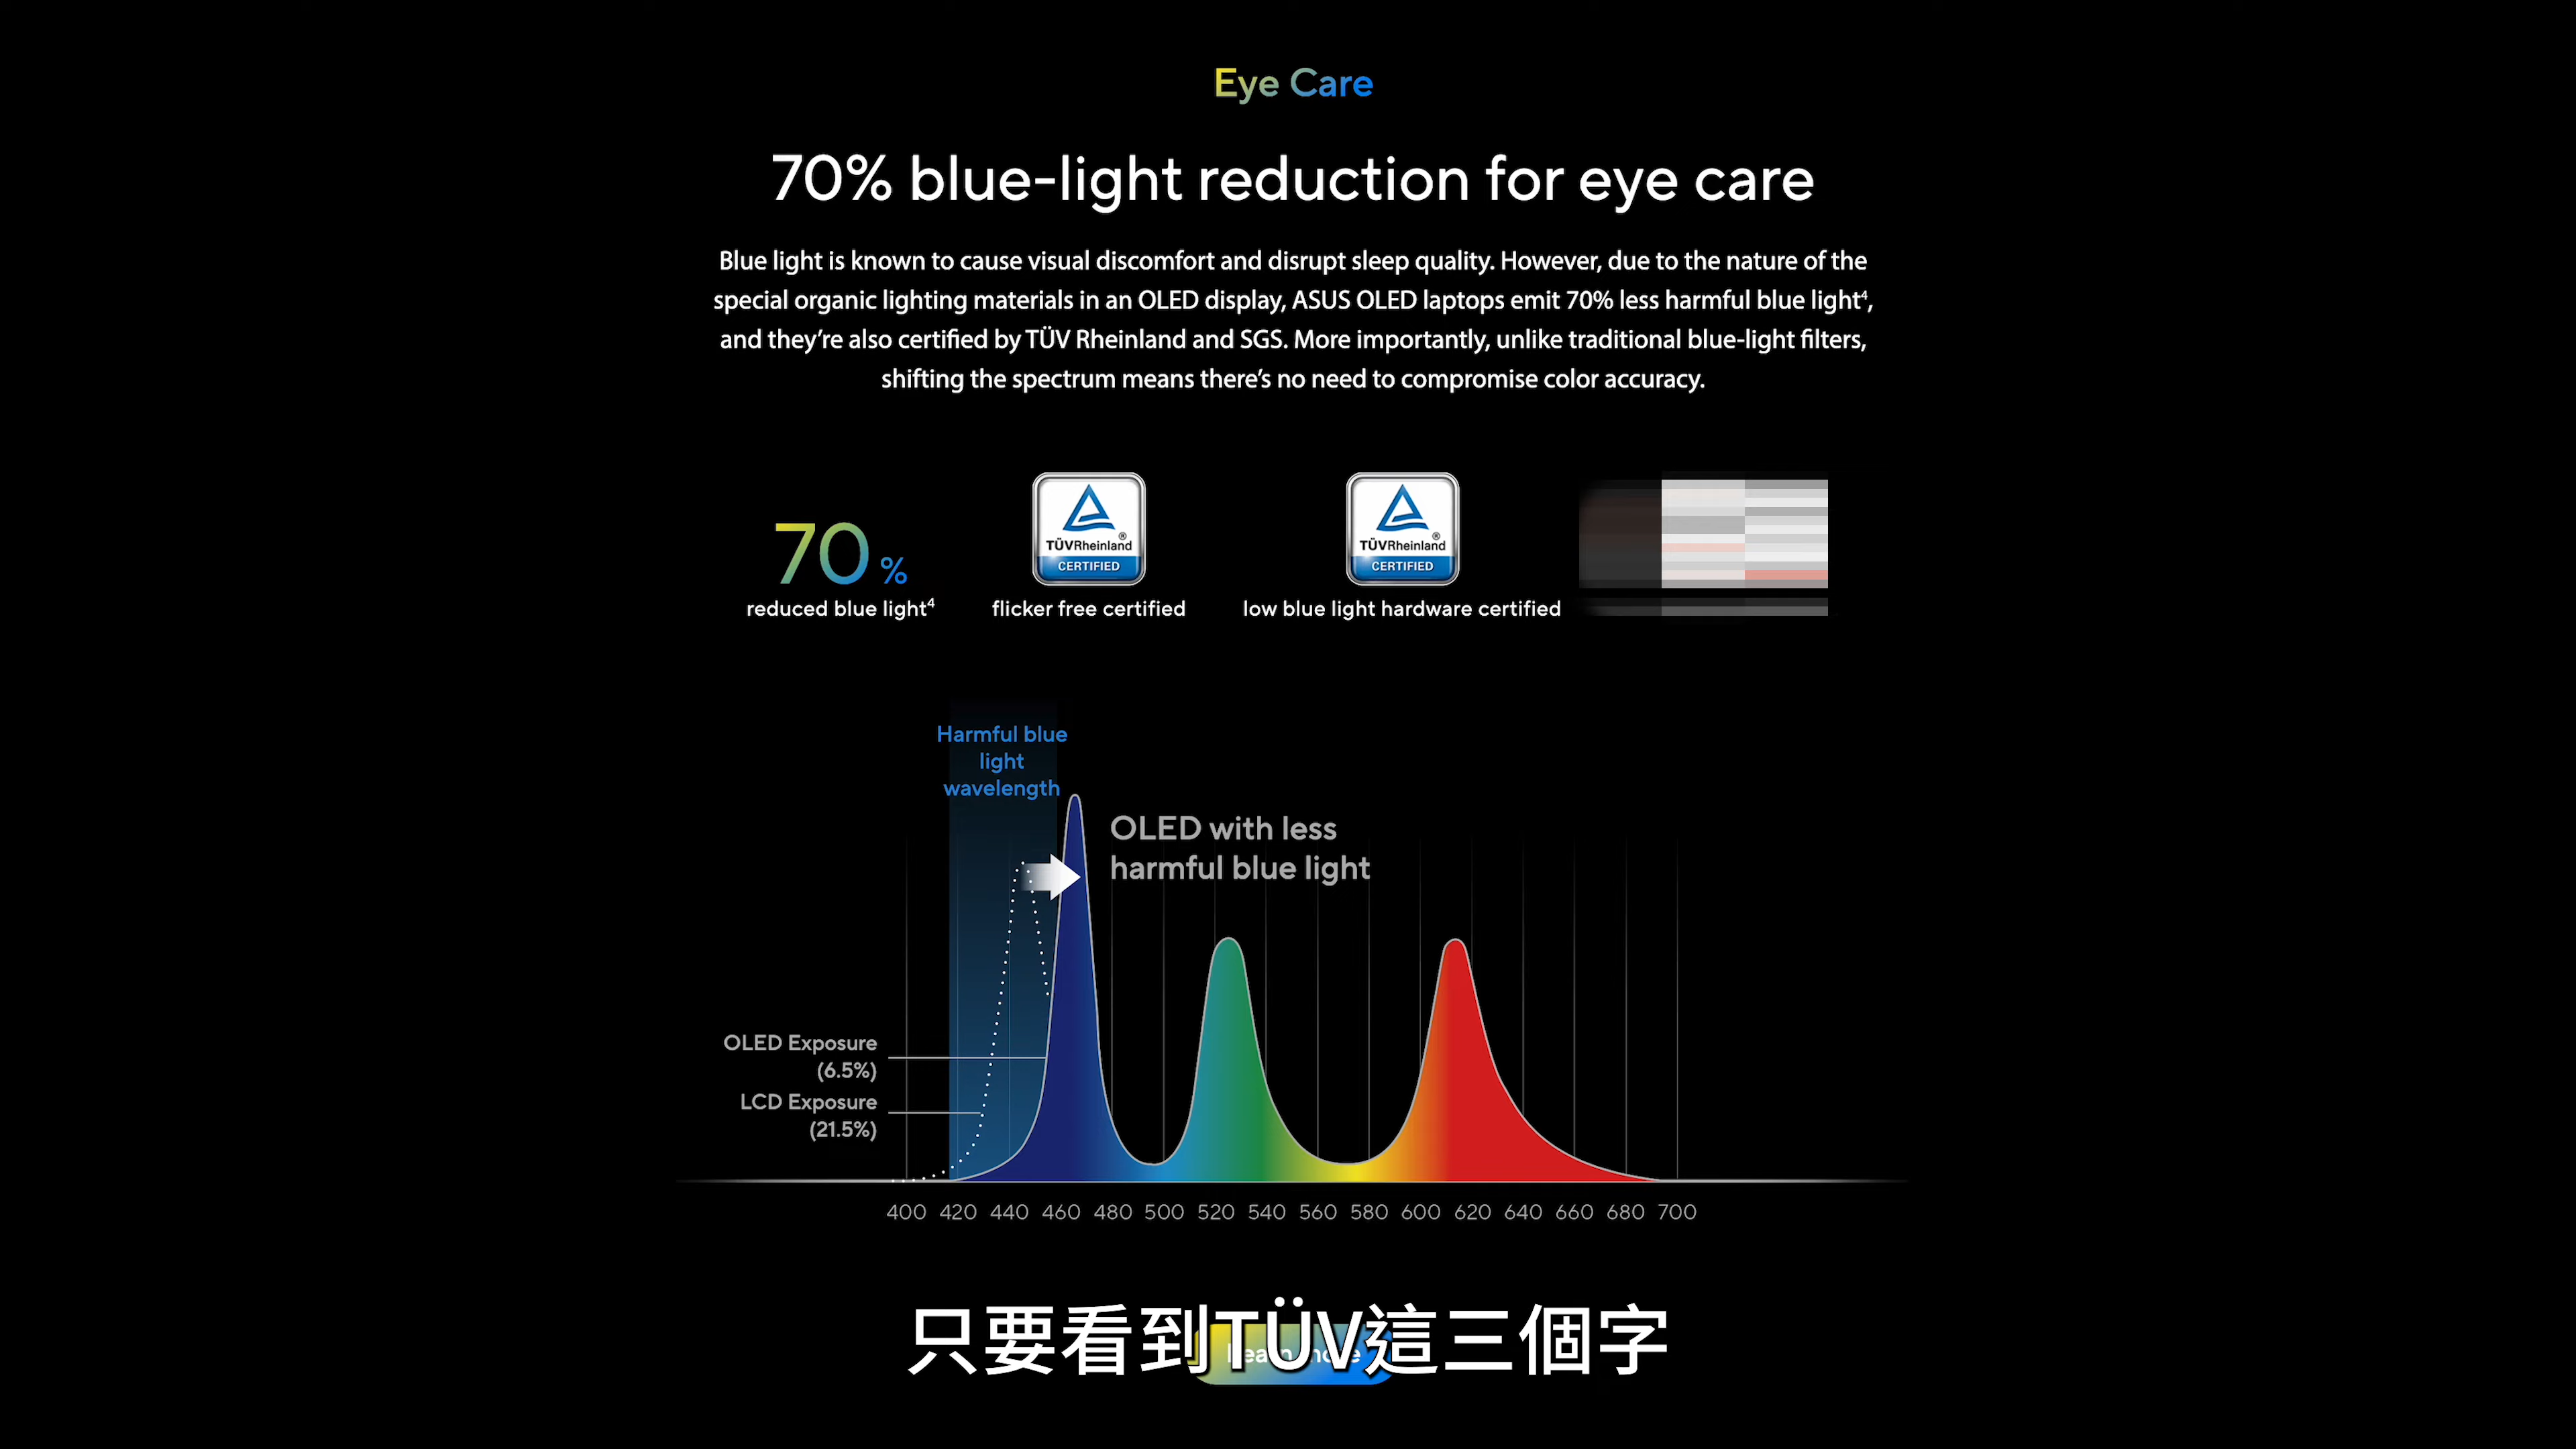 Eye Care
70% blue-light reduction for eye care
Blue light is known to cause visual discomfort and disrupt sleep quality. However, due to the nature of the
special organic lighting materials in an OLED display, ASUS OLED laptops emit 70% less harmful blue light⁴,
and they're also certified by TÜV Rheinland and SGS. More importantly, unlike traditional blue-light filters,
shifting the spectrum means there's no need to compromise color accuracy.
70 %
reduced blue light⁴
TÜVRheinland®
CERTIFIED
flicker free certified
TÜVRheinland®
CERTIFIED
low blue light hardware certified
Harmful blue
light
wavelength
OLED with less
harmful blue light
OLED Exposure
(6.5%)
LCD Exposure
(21.5%)
400 420 440 460 480 500 520 540 560 580 600 620 640 660 680 700
只要看到TÜV這三個字